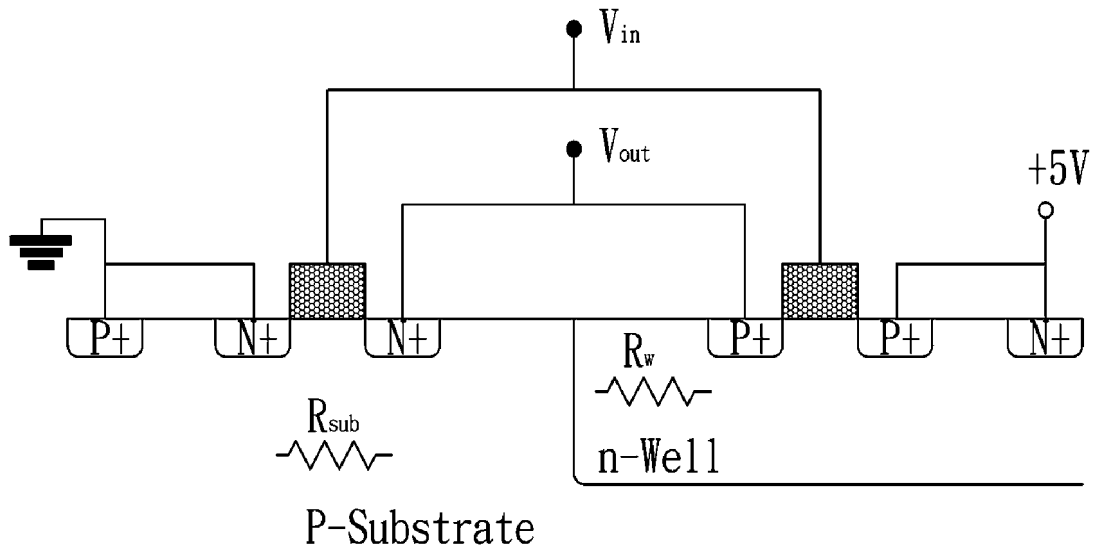 Vin
Vout
+5V
P+ N+ N+ P+ P+ N+
Rw
Rsub
n-Well
P-Substrate